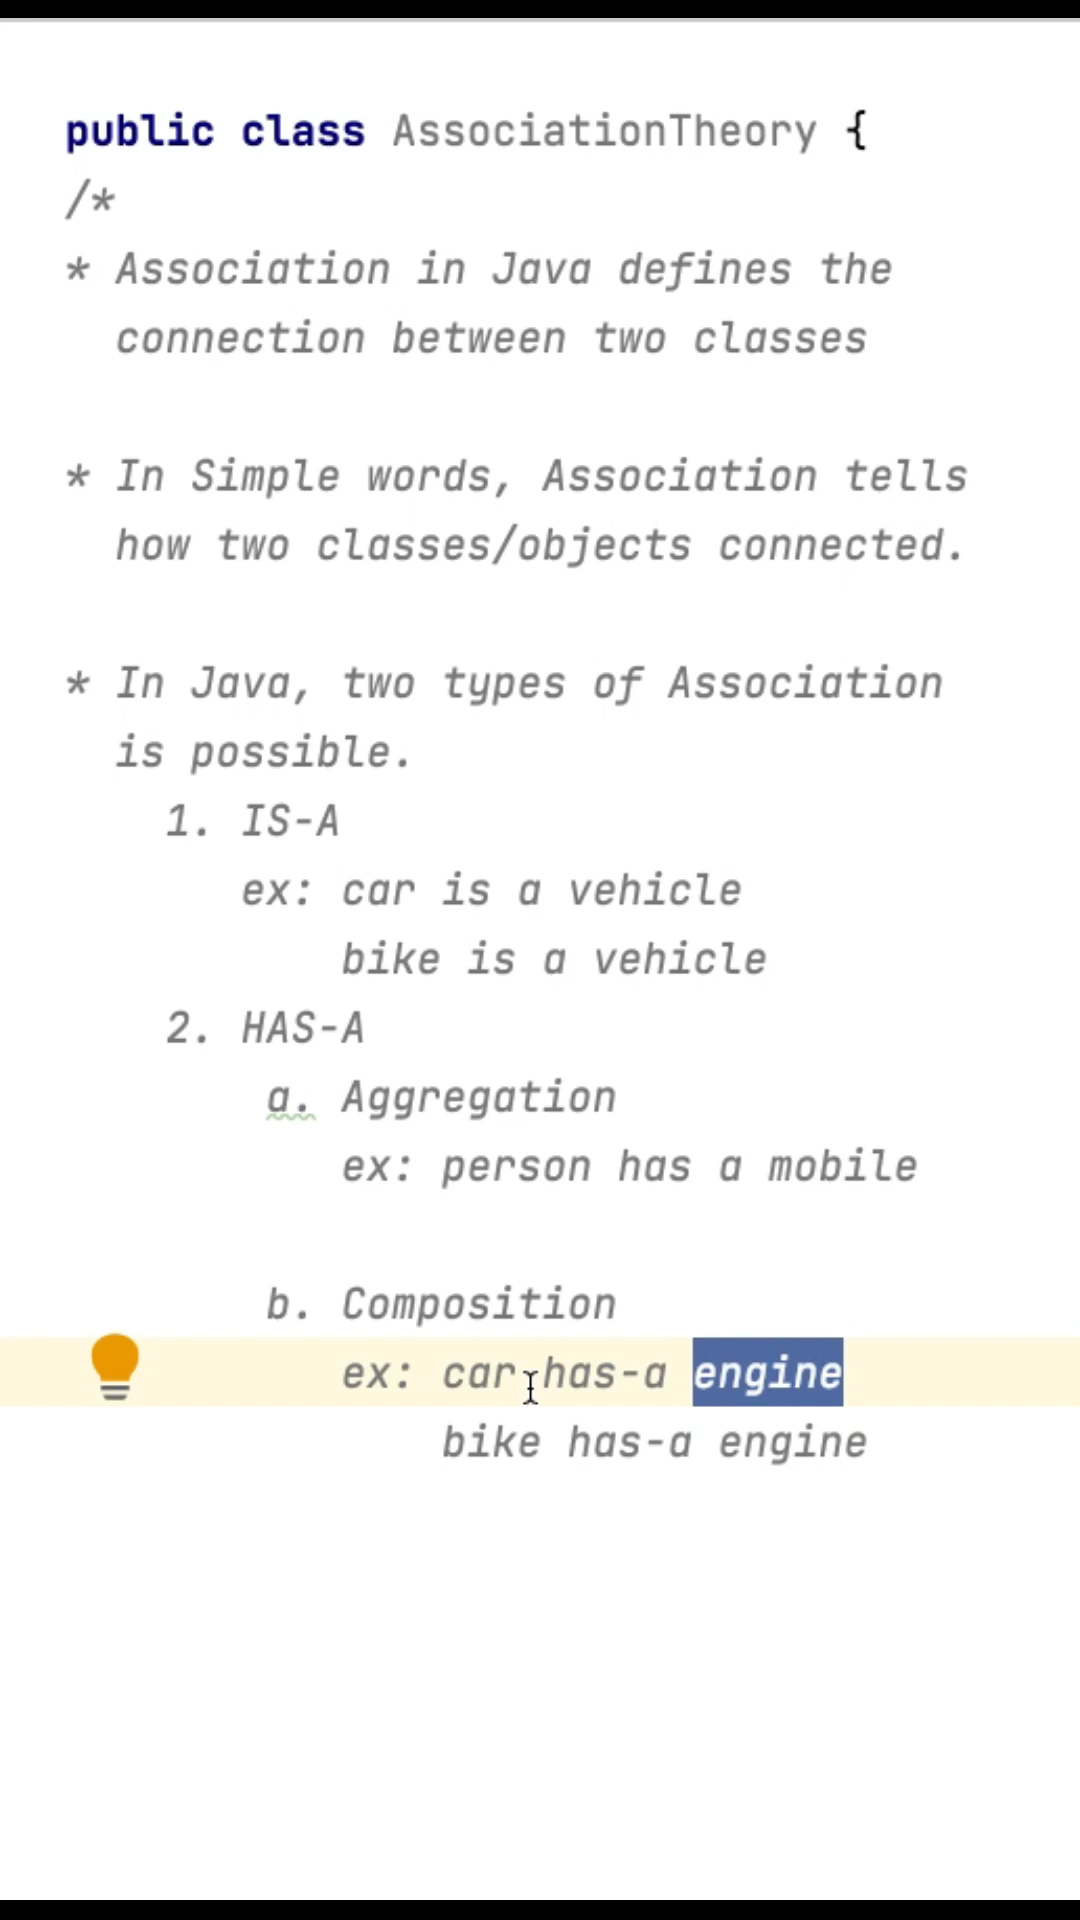 public class AssociationTheory {
/*
* Association in Java defines the
connection between two classes
* In Simple words, Association tells
how two classes/objects connected.
* In Java, two types of Association
is possible.
1. IS-A
ex: car is a vehicle
bike is a vehicle
2. HAS-A
a. Aggregation
ex: person has a mobile
b. Composition
ex: car has-a engine
bike has-a engine